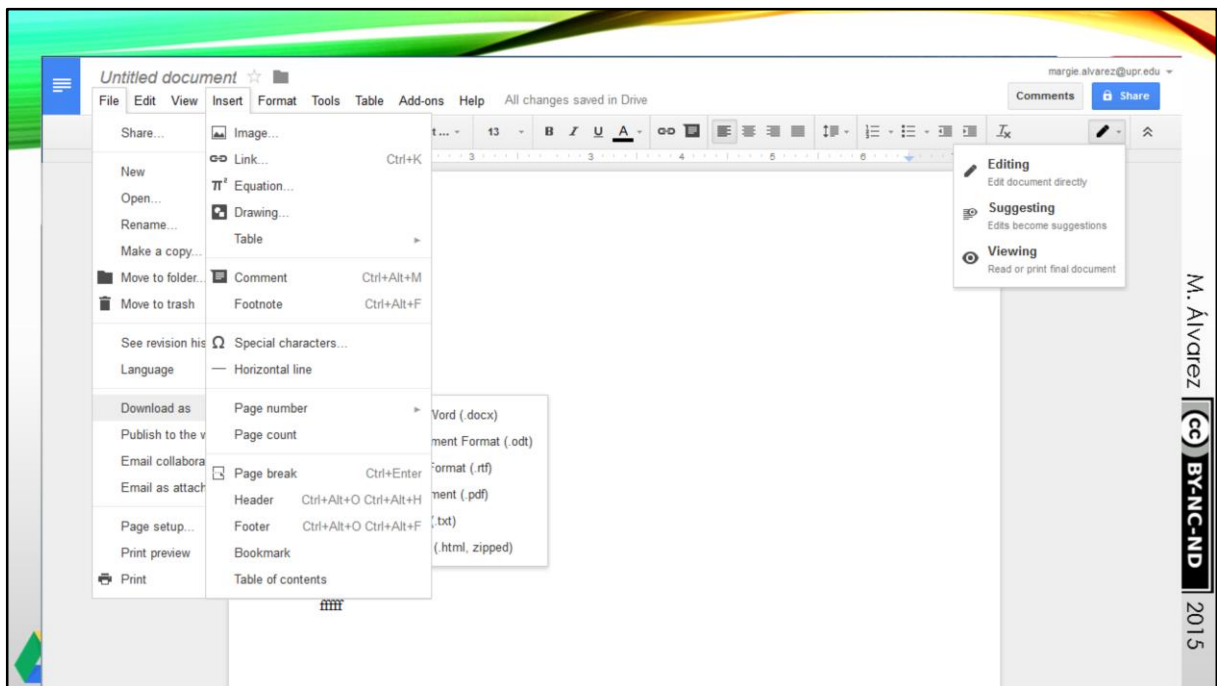 Untitled document
margie.alvarez@upr.edu
File Edit View Insert Format Tools Table Add-ons Help All changes saved in Drive
Comments Share
13 B I U A
3 3 4 5 6
Share...
New
Open...
Rename...
Make a copy...
Move to folder...
Move to trash
See revision his
Language
Download as
Publish to the w
Email collabora
Email as attach
Page setup...
Print preview
Print
Image...
Link... Ctrl+K
π² Equation...
Drawing...
Table
Comment Ctrl+Alt+M
Footnote Ctrl+Alt+F
Ω Special characters...
Horizontal line
Page number
Page count
Page break Ctrl+Enter
Header Ctrl+Alt+O Ctrl+Alt+H
Footer Ctrl+Alt+O Ctrl+Alt+F
Bookmark
Table of contents
Word (.docx)
ment Format (.odt)
Format (.rtf)
ment (.pdf)
(.txt)
(.html, zipped)
Editing
Edit document directly
Suggesting
Edits become suggestions
Viewing
Read or print final document
fffff
M. Álvarez cc BY-NC-ND 2015